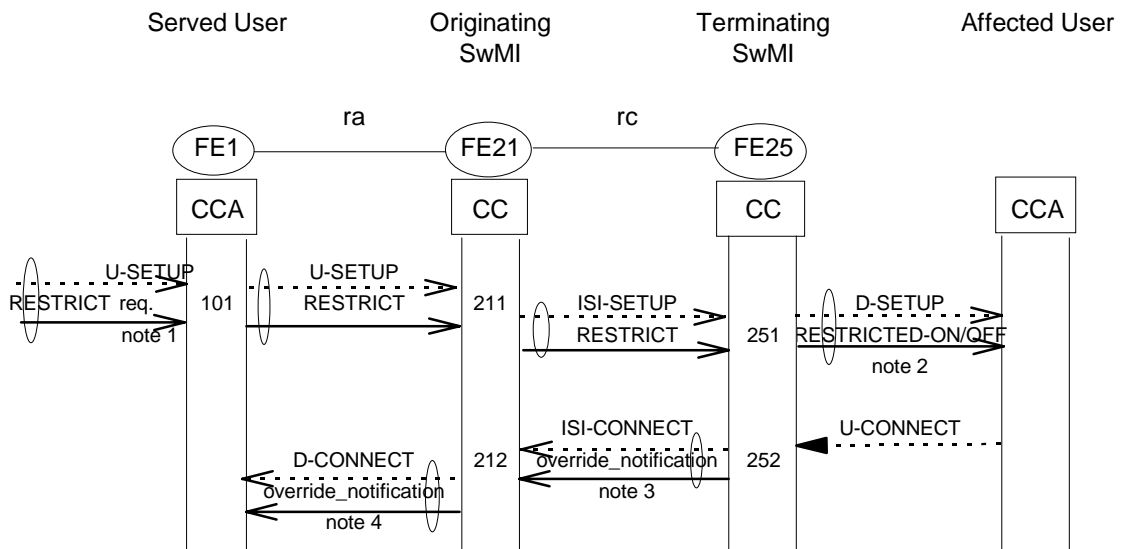 Served User
Originating
SwMI
Terminating
SwMI
Affected User
ra
rc
FE1
FE21
FE25
CCA
CC
CC
CCA
U-SETUP
RESTRICT req.
note 1
101
U-SETUP
RESTRICT
211
ISI-SETUP
RESTRICT
251
D-SETUP
RESTRICTED-ON/OFF
note 2
U-CONNECT
252
ISI-CONNECT
override_notification
note 3
212
D-CONNECT
override_notification
note 4